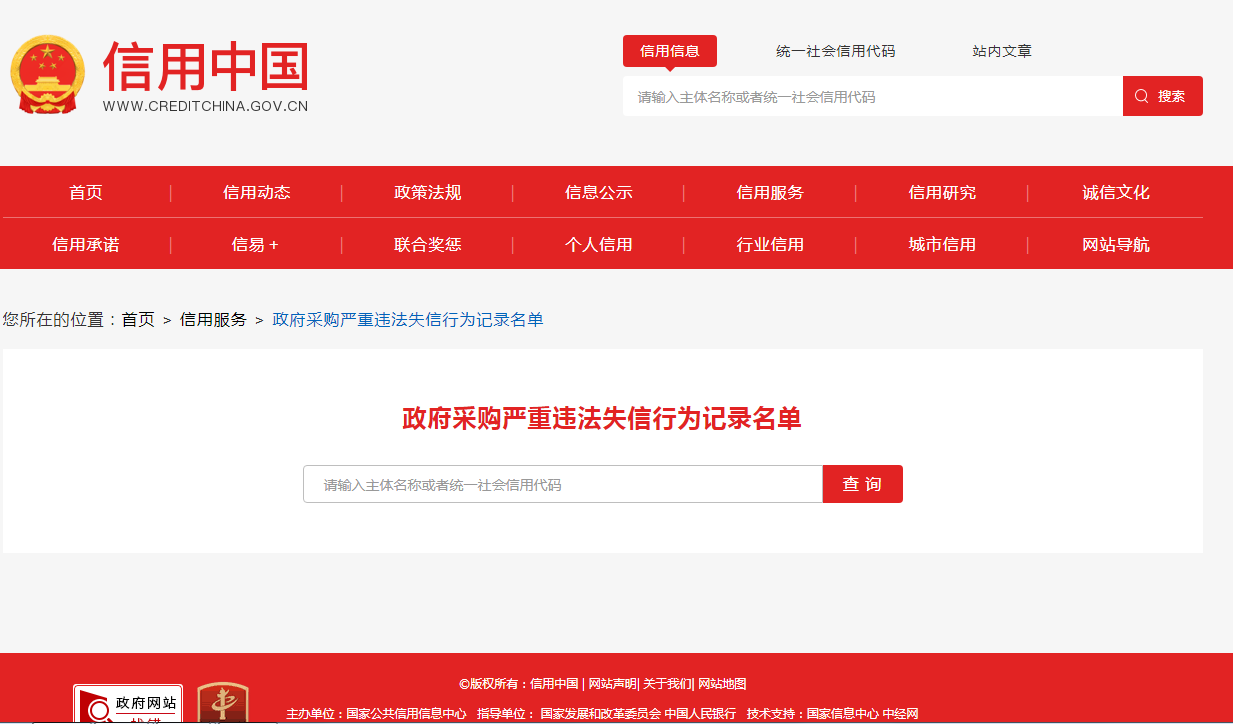 信用中国
WWW.CREDITCHINA.GOV.CN
信用信息 统一社会信用代码 站内文章
请输入主体名称或者统一社会信用代码 搜索
首页 | 信用动态 | 政策法规 | 信息公示 | 信用服务 | 信用研究 | 诚信文化
信用承诺 | 信易+ | 联合奖惩 | 个人信用 | 行业信用 | 城市信用 | 网站导航
您所在的位置：首页 > 信用服务 > 政府采购严重违法失信行为记录名单
政府采购严重违法失信行为记录名单
请输入主体名称或者统一社会信用代码 查 询
政府网站
©版权所有：信用中国 | 网站声明| 关于我们| 网站地图
主办单位：国家公共信用信息中心 指导单位： 国家发展和改革委员会 中国人民银行 技术支持：国家信息中心 中经网